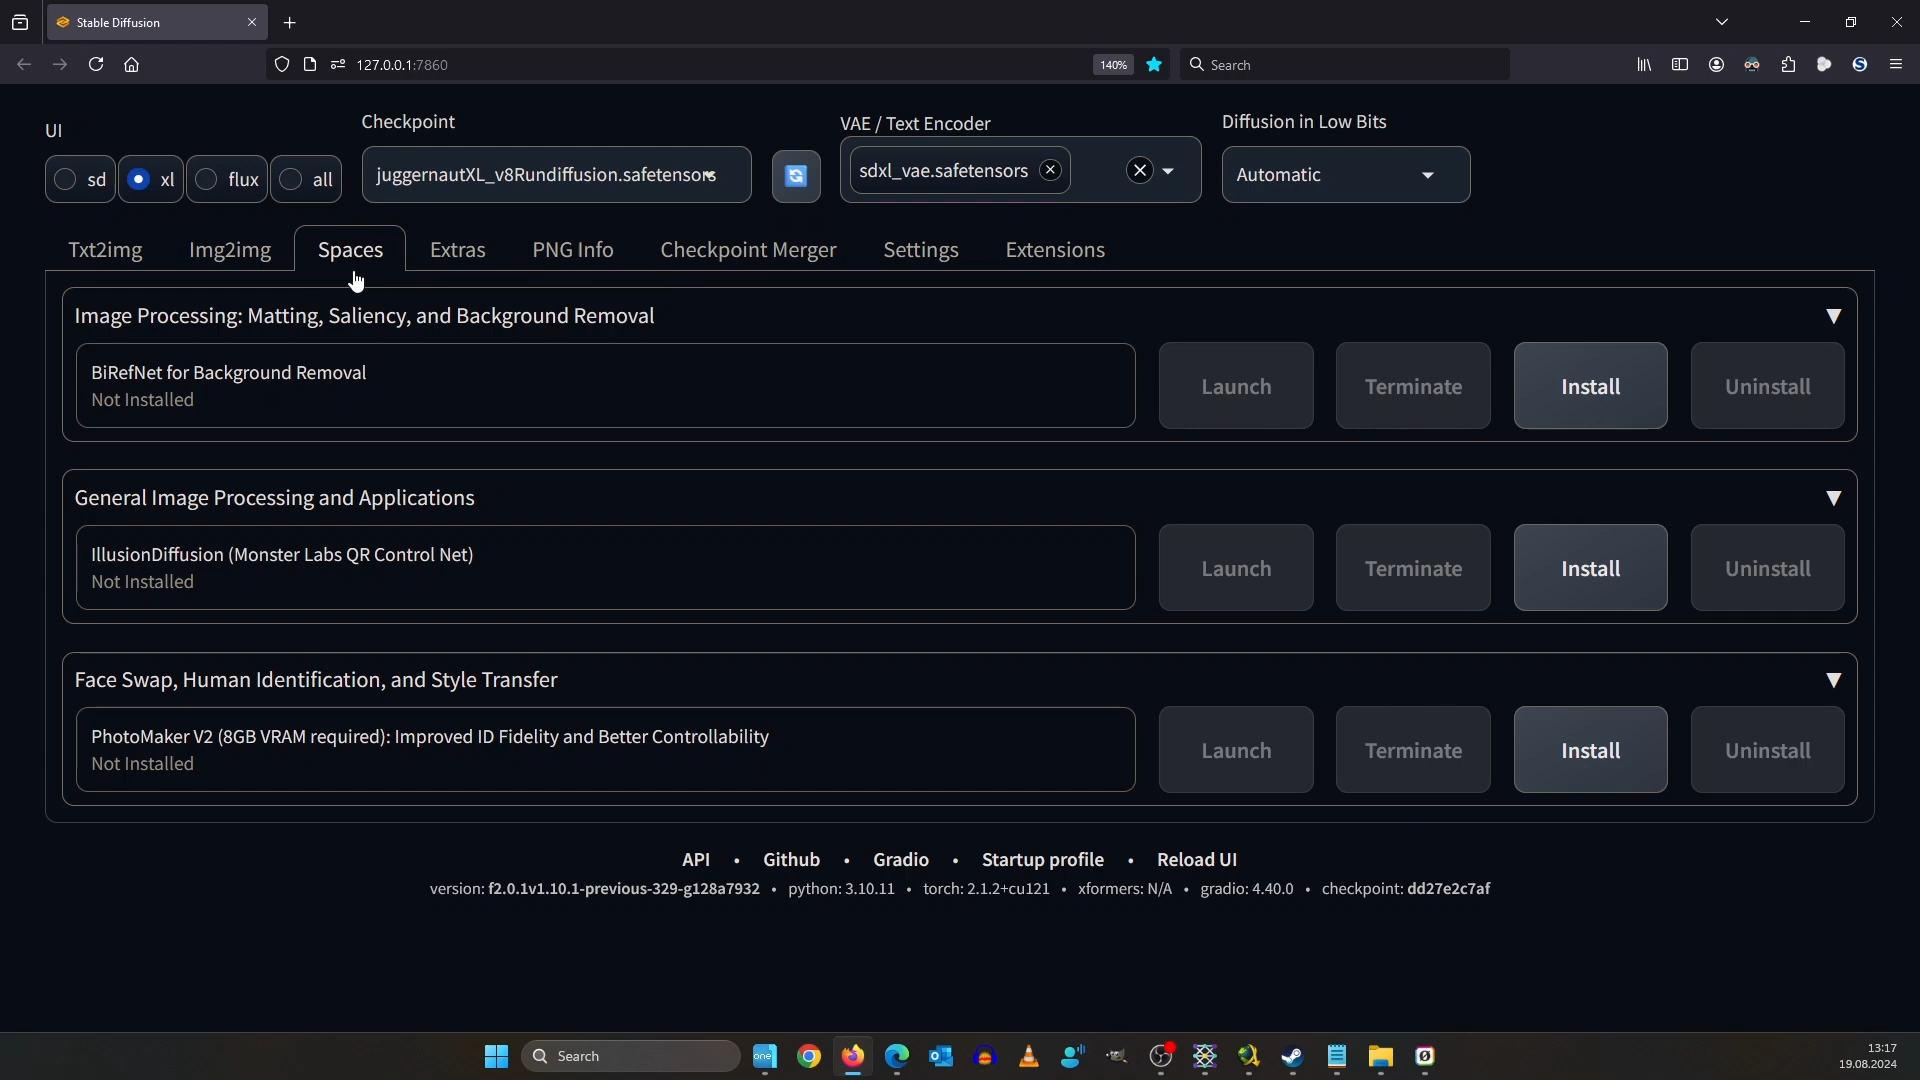 Stable Diffusion
127.0.0.1:7860
140%
Search
UI
Checkpoint
VAE / Text Encoder
Diffusion in Low Bits
sd
xl
flux
all
juggernautXL_v8Rundiffusion.safetensors
sdxl_vae.safetensors
Automatic
Txt2img
Img2img
Spaces
Extras
PNG Info
Checkpoint Merger
Settings
Extensions
Image Processing: Matting, Saliency, and Background Removal
BiRefNet for Background Removal
Not Installed
Launch
Terminate
Install
Uninstall
General Image Processing and Applications
IllusionDiffusion (Monster Labs QR Control Net)
Not Installed
Launch
Terminate
Install
Uninstall
Face Swap, Human Identification, and Style Transfer
PhotoMaker V2 (8GB VRAM required): Improved ID Fidelity and Better Controllability
Not Installed
Launch
Terminate
Install
Uninstall
API • Github • Gradio • Startup profile • Reload UI
version: f2.0.1v1.10.1-previous-329-g128a7932 • python: 3.10.11 • torch: 2.1.2+cu121 • xformers: N/A • gradio: 4.40.0 • checkpoint: dd27e2c7af
Search
one
13:17
19.08.2024